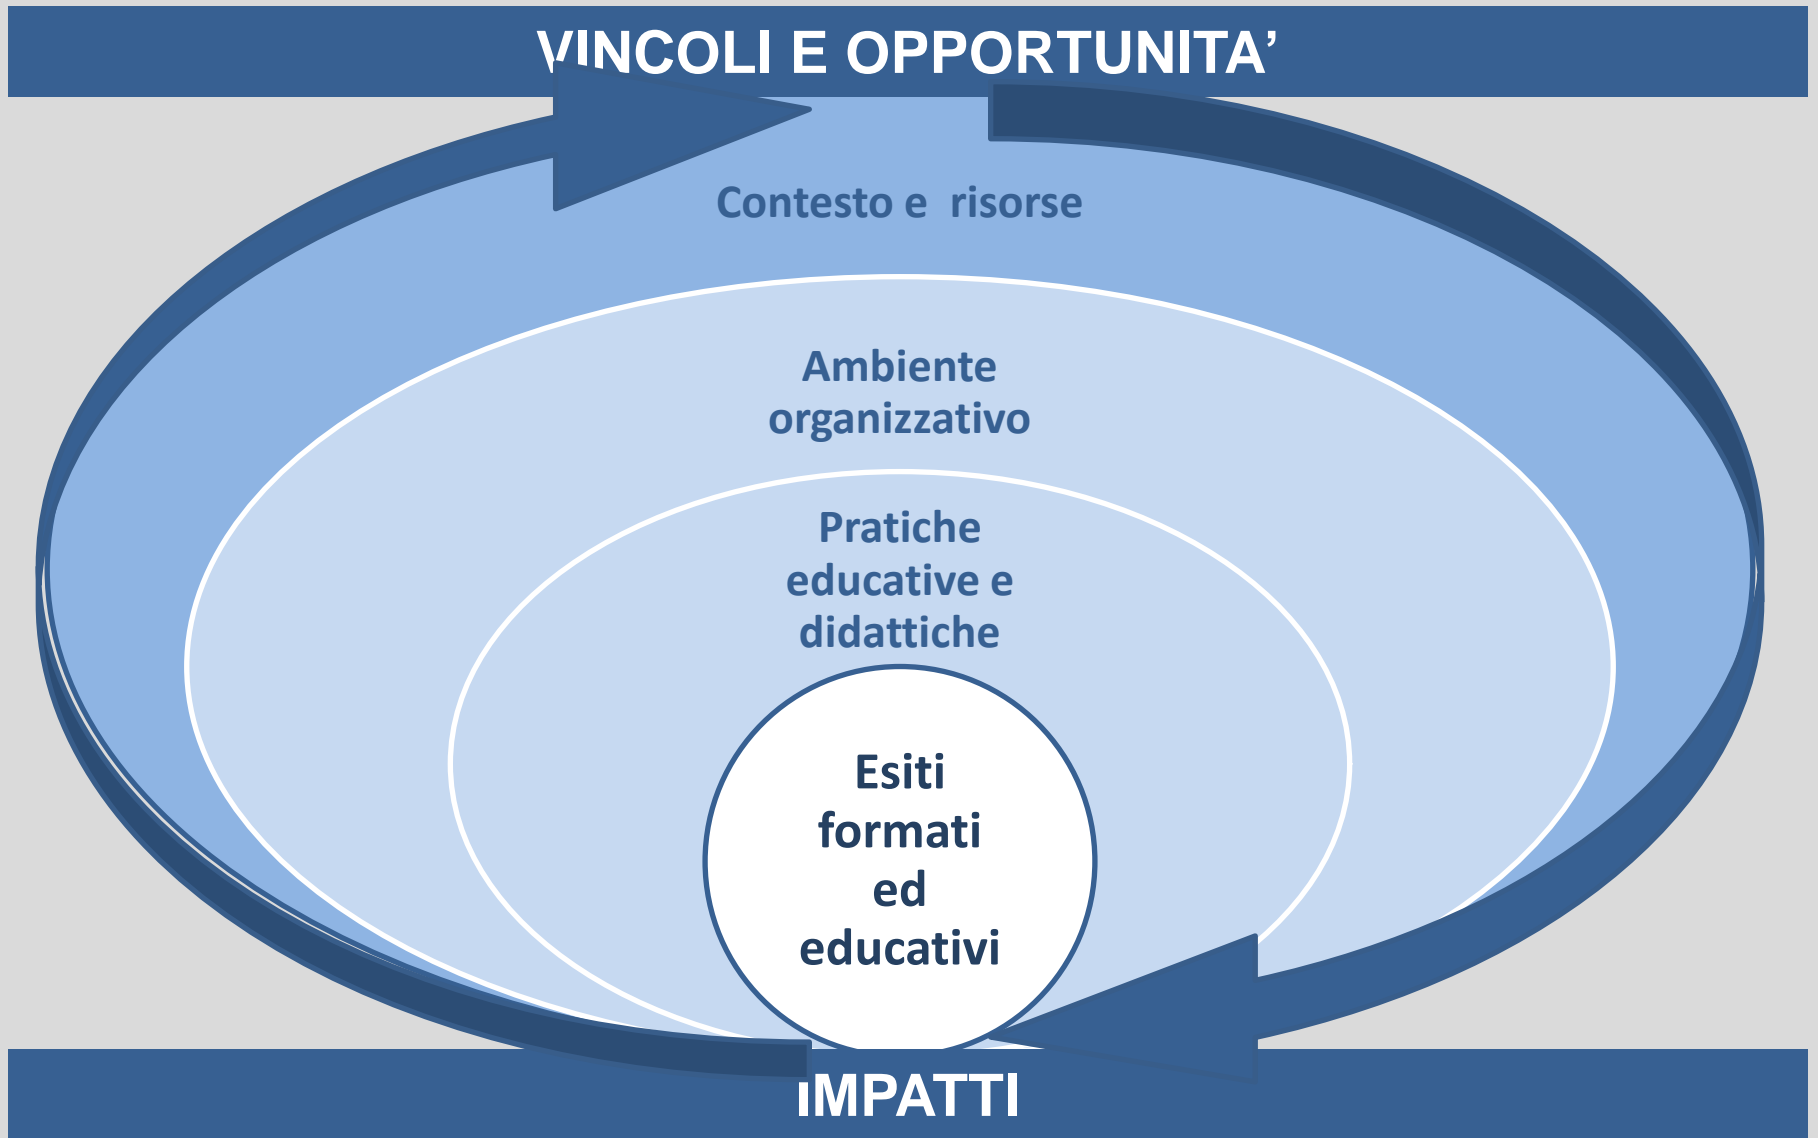 VINCOLI E OPPORTUNITA’
Contesto e risorse
Ambiente
organizzativo
Pratiche
educative e
didattiche
Esiti
formati
ed
educativi
IMPATTI